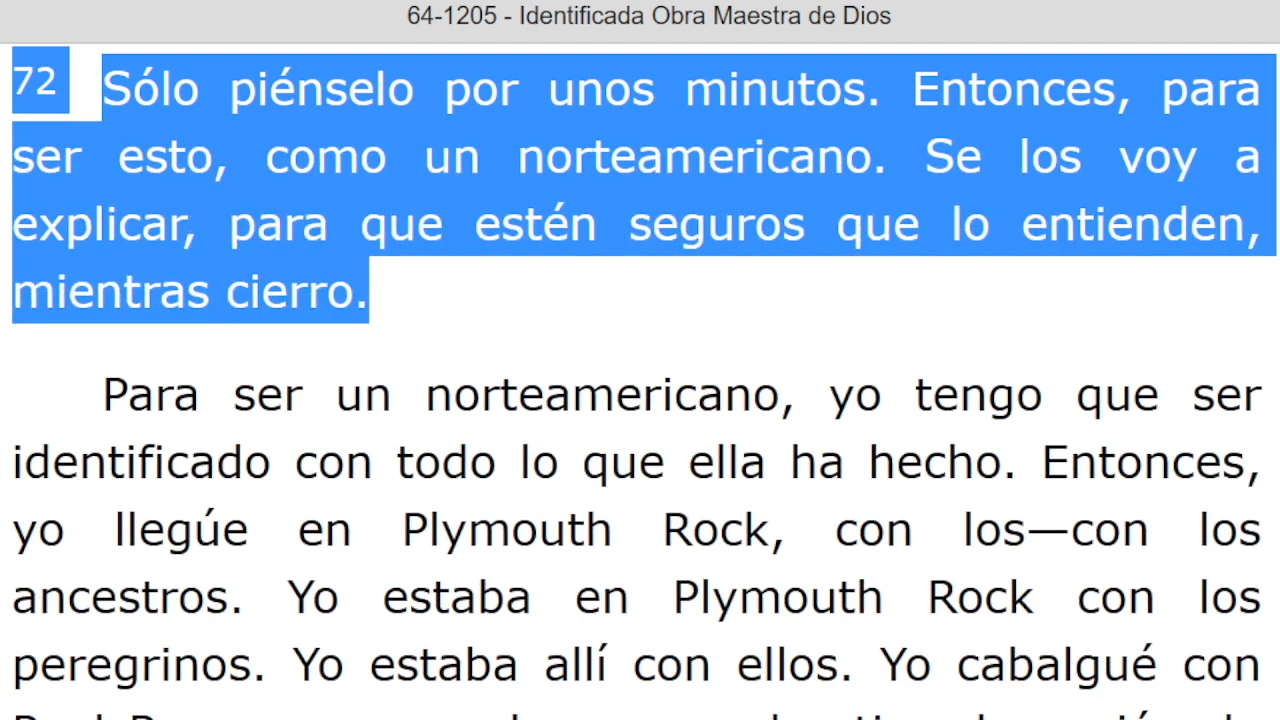 64-1205 - Identificada Obra Maestra de Dios
72 Sólo piénselo por unos minutos. Entonces, para
ser esto, como un norteamericano. Se los voy a
explicar, para que estén seguros que lo entienden,
mientras cierro.
Para ser un norteamericano, yo tengo que ser
identificado con todo lo que ella ha hecho. Entonces,
yo llegúe en Plymouth Rock, con los—con los
ancestros. Yo estaba en Plymouth Rock con los
peregrinos. Yo estaba allí con ellos. Yo cabalgué con